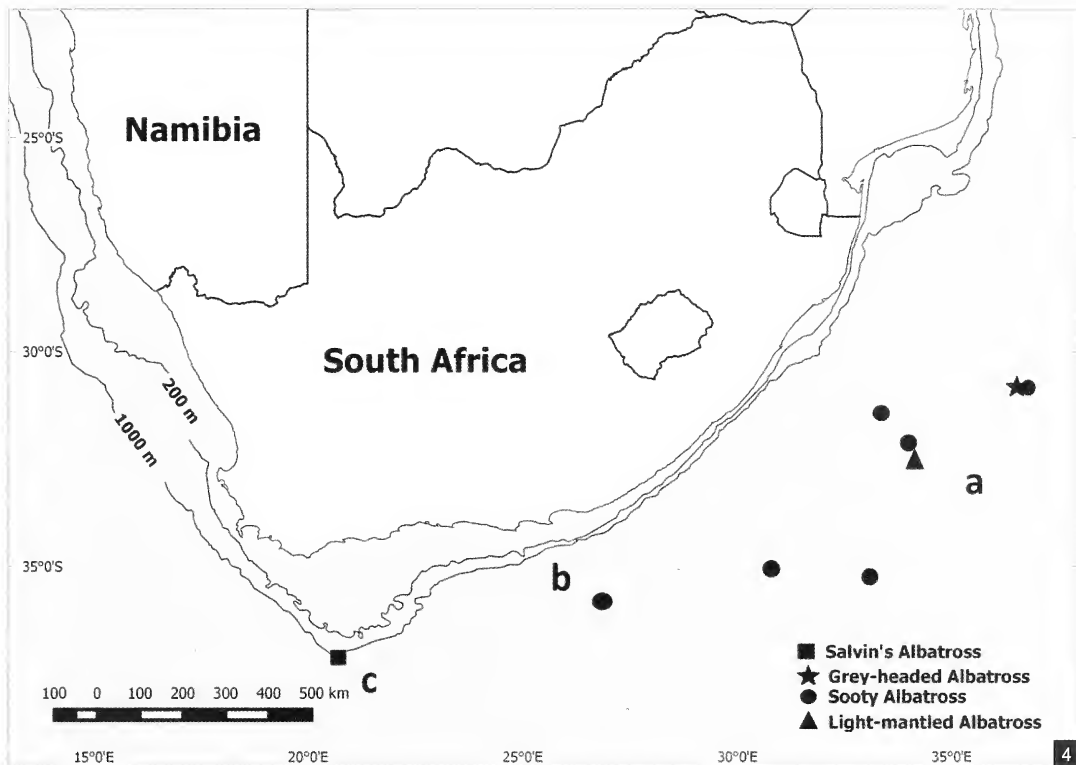 Namibia
25°0'S
30°0'S
South Africa
200 m
1000 m
a
35°0'S
b
c
Salvin's Albatross
Grey-headed Albatross
Sooty Albatross
Light-mantled Albatross
100 0 100 200 300 400 500 km
15°0'E 20°0'E 25°0'E 30°0'E 35°0'E
4